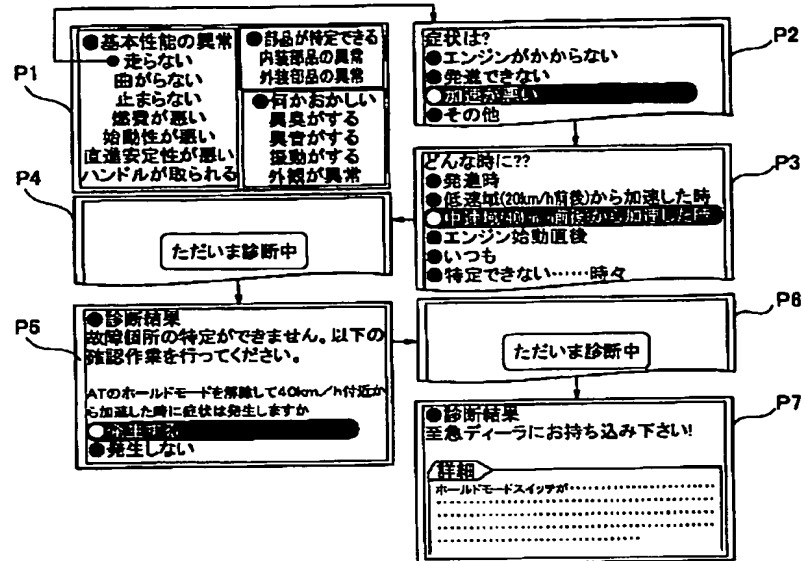 P1
●基本性能の異常
●走らない
曲がらない
止まらない
燃費が悪い
始動性が悪い
直進安定性が悪い
ハンドルが取られる
●部品が特定できる
内装部品の異常
外装部品の異常
●何かおかしい
異臭がする
異音がする
振動がする
外観が異常
P2
症状は?
●エンジンがかからない
●発進できない
○加速が悪い
●その他
P3
どんな時に??
●発進時
●低速域(20km/h前後)から加速した時
○中速域(40km/h前後)から加速した時
●エンジン始動直後
●いつも
●特定できない……時々
P4
ただいま診断中
P5
●診断結果
故障個所の特定ができません。以下の
確認作業を行ってください。
ATのホールドモードを解除して40km/h付近か
ら加速した時に症状は発生しますか
●発生しない
P6
ただいま診断中
P7
●診断結果
至急ディーラにお持ち込み下さい!
詳細
ホールドモードスイッチが